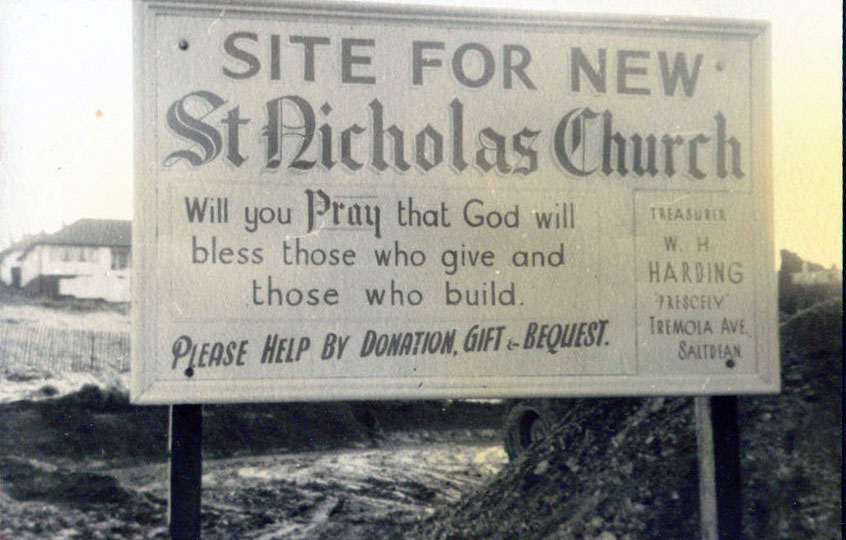 SITE FOR NEW
St Nicholas Church
Will you Pray that God will
bless those who give and
those who build.
PLEASE HELP BY DONATION, GIFT & BEQUEST.
TREASURER
W. H.
HARDING
"PRESCELY"
TREMOLA AVE.
SALTDEAN